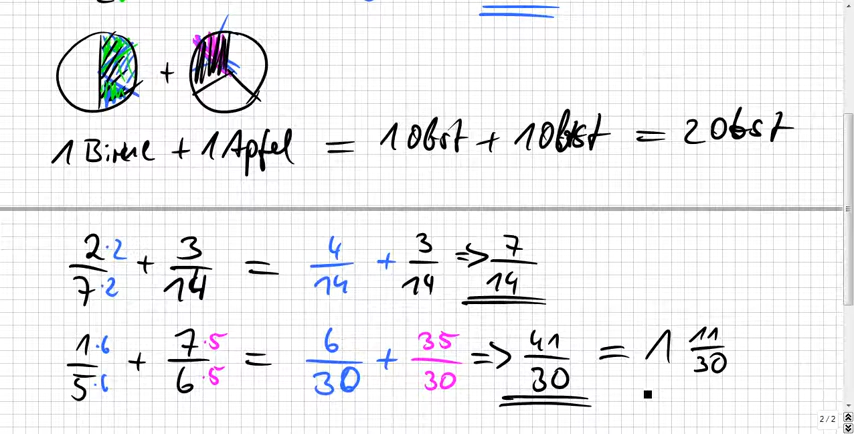 +
1 Birne + 1 Apfel = 1 Obst + 1 Obst = 2 Obst
2·2/7·2 + 3/14 = 4/14 + 3/14 => 7/14
1·6/5·6 + 7·5/6·5 = 6/30 + 35/30 => 41/30 = 1 11/30
2 / 2